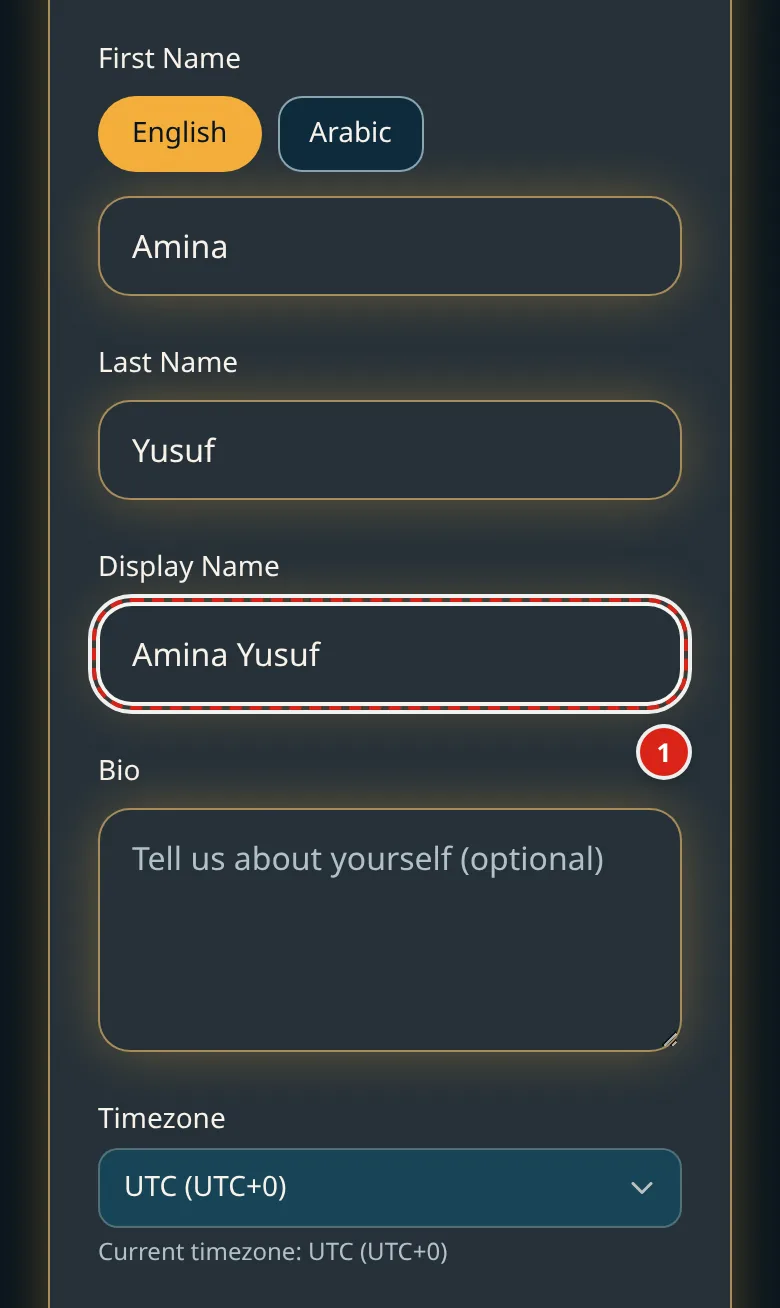 First Name
English Arabic
Amina
Last Name
Yusuf
Display Name
Amina Yusuf
1
Bio
Tell us about yourself (optional)
Timezone
UTC (UTC+0)
Current timezone: UTC (UTC+0)